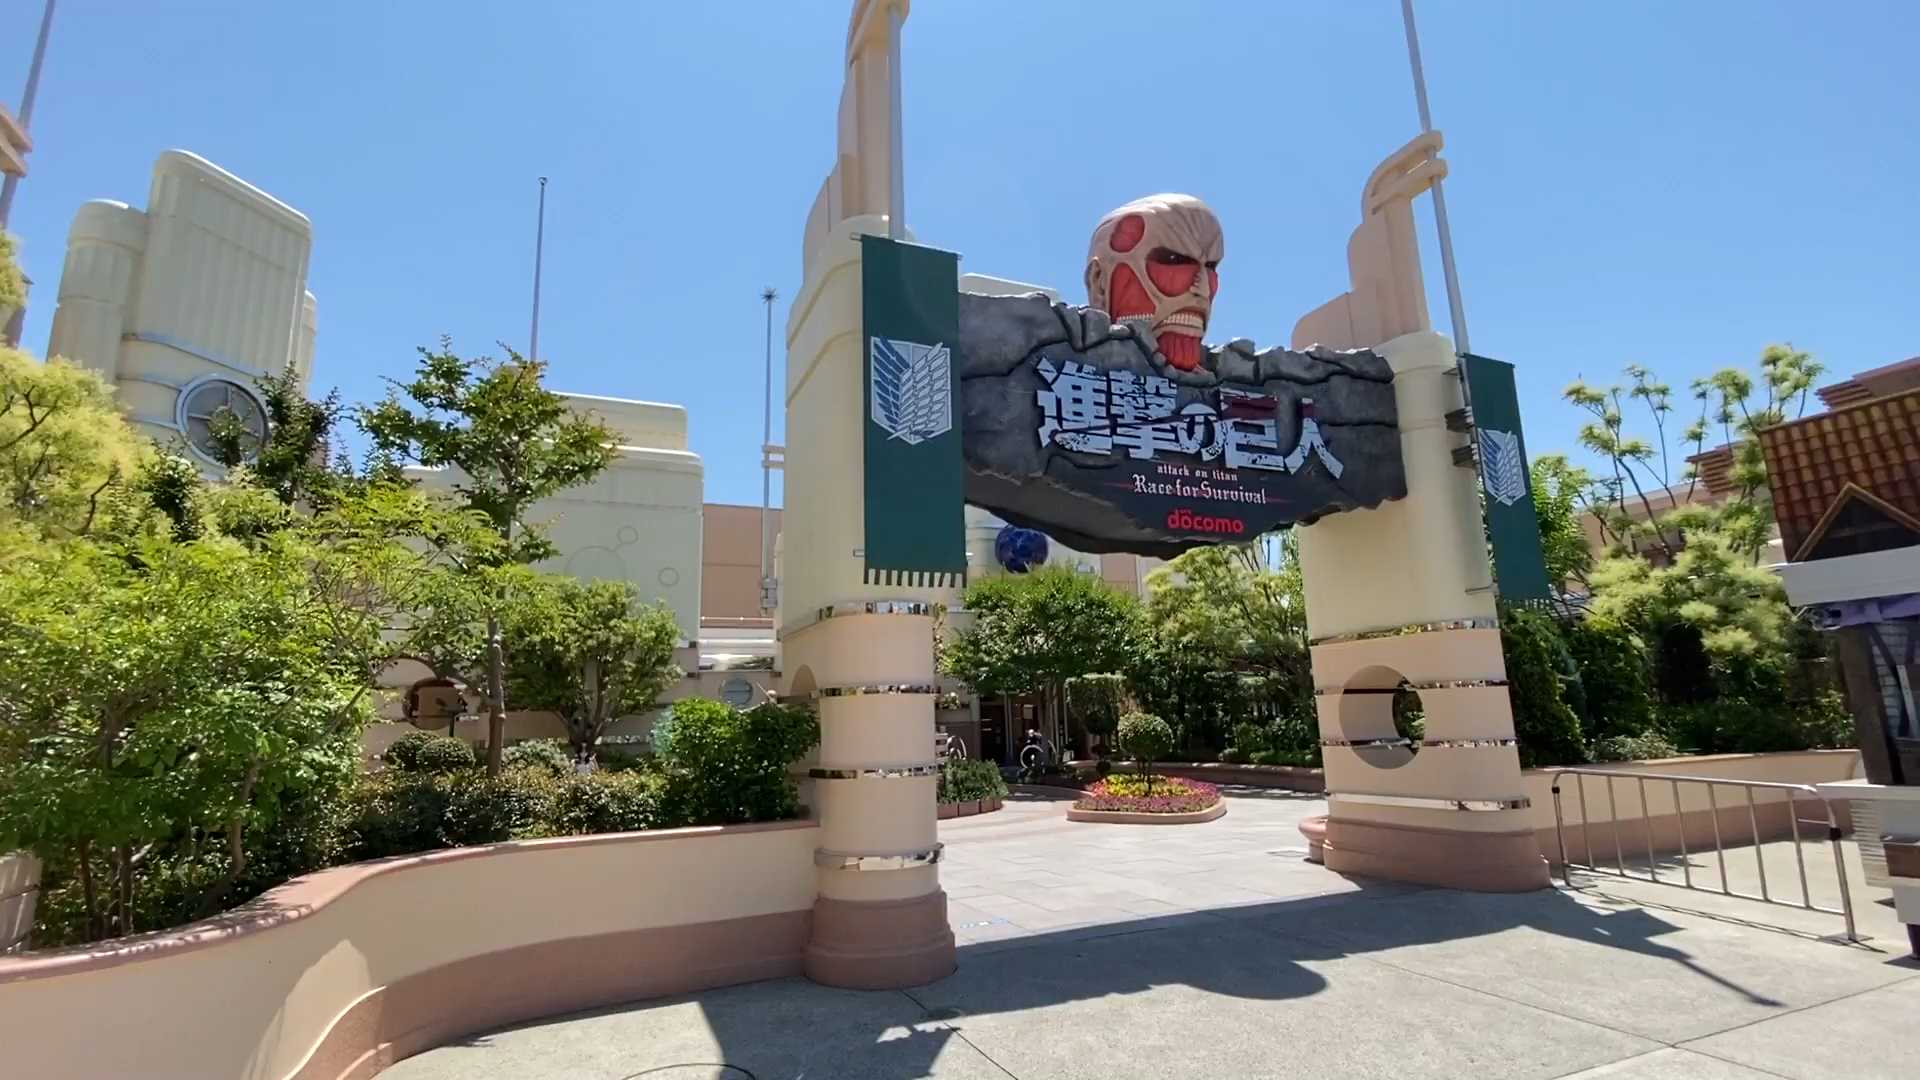 進撃の巨人
attack on titan
Race for Survival
docomo